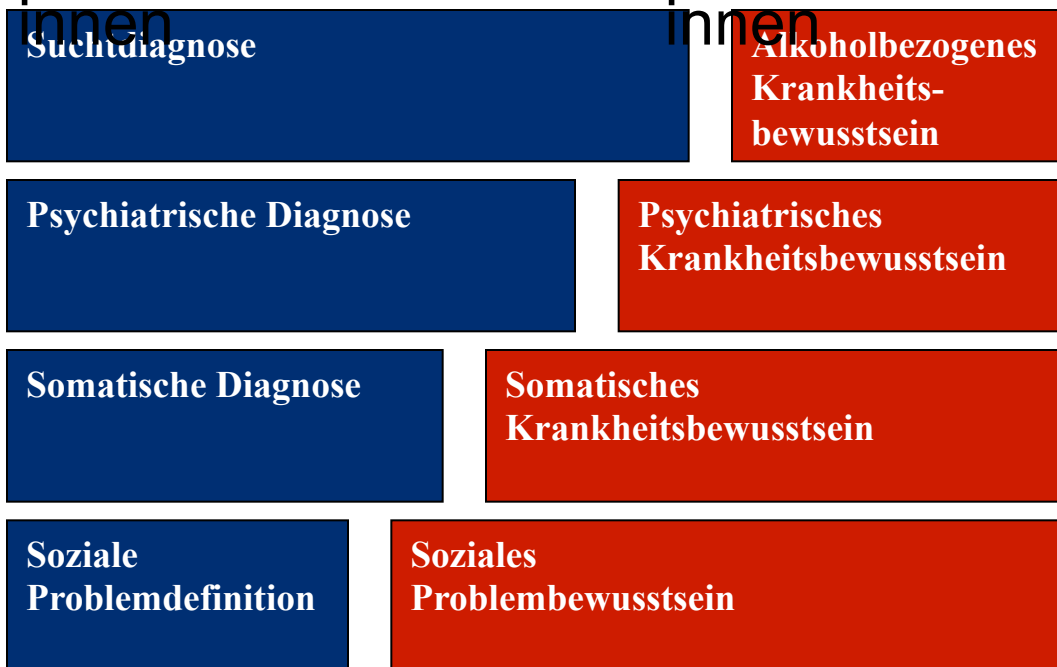 innen innen
Suchtdiagnose
Alkoholbezogenes
Krankheits-
bewusstsein
Psychiatrische Diagnose
Psychiatrisches
Krankheitsbewusstsein
Somatische Diagnose
Somatisches
Krankheitsbewusstsein
Soziale
Problemdefinition
Soziales
Problembewusstsein